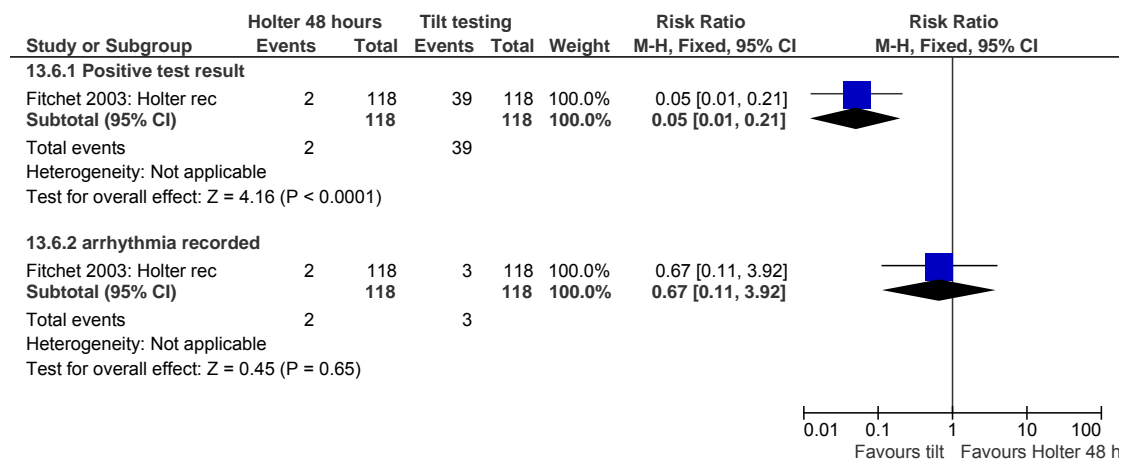 Holter 48 hours Tilt testing Risk Ratio Risk Ratio
Study or Subgroup Events Total Events Total Weight M-H, Fixed, 95% CI M-H, Fixed, 95% CI
13.6.1 Positive test result
Fitchet 2003: Holter rec 2 118 39 118 100.0% 0.05 [0.01, 0.21]
Subtotal (95% CI) 118 118 100.0% 0.05 [0.01, 0.21]
Total events 2 39
Heterogeneity: Not applicable
Test for overall effect: Z = 4.16 (P < 0.0001)
13.6.2 arrhythmia recorded
Fitchet 2003: Holter rec 2 118 3 118 100.0% 0.67 [0.11, 3.92]
Subtotal (95% CI) 118 118 100.0% 0.67 [0.11, 3.92]
Total events 2 3
Heterogeneity: Not applicable
Test for overall effect: Z = 0.45 (P = 0.65)
0.01 0.1 1 10 100
Favours tilt Favours Holter 48 h